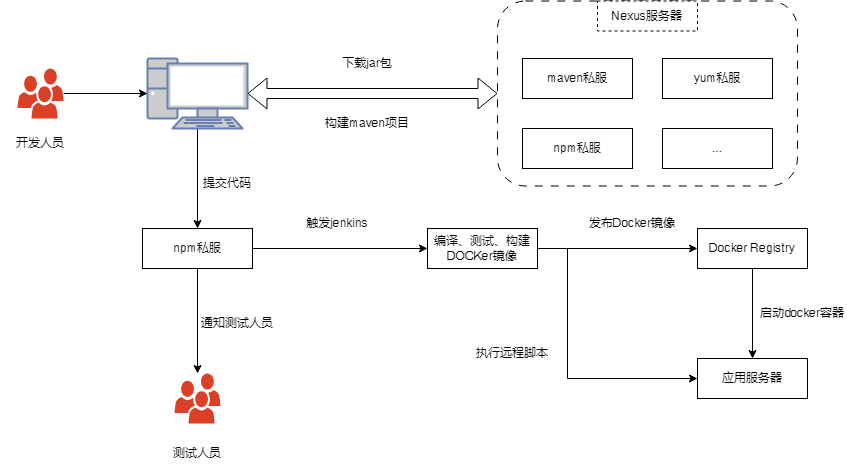 Nexus服务器
下载jar包
maven私服
yum私服
构建maven项目
开发人员
npm私服
...
提交代码
触发jenkins
发布Docker镜像
npm私服
编译、测试、构建
DOCKer镜像
Docker Registry
通知测试人员
启动docker容器
执行远程脚本
应用服务器
测试人员